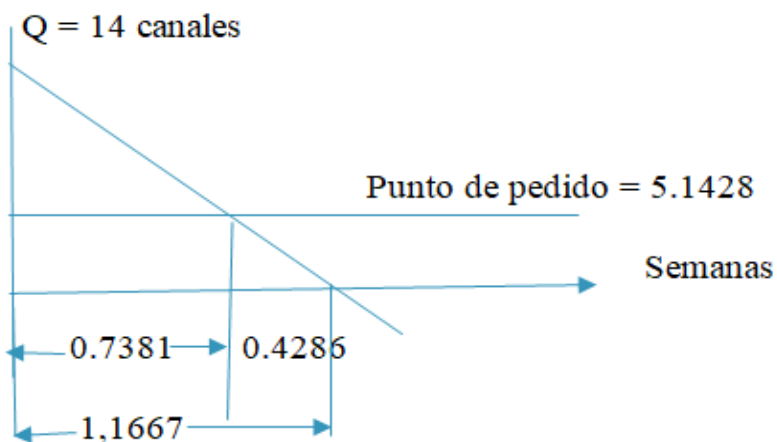 Q = 14 canales
Punto de pedido = 5.1428
Semanas
0.7381 0.4286
1,1667